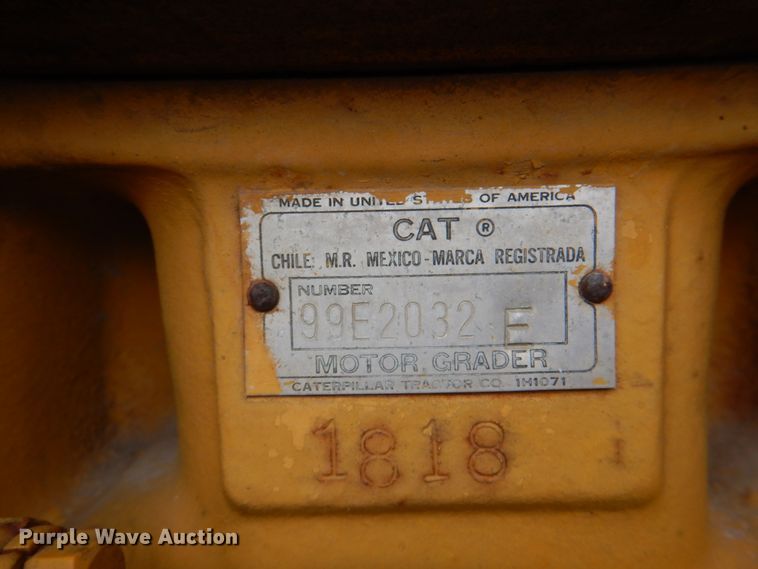 MADE IN UNITED STATES OF AMERICA
CAT ®
CHILE: M.R. MEXICO-MARCA REGISTRADA
NUMBER
99E2032 E
MOTOR GRADER
CATERPILLAR TRACTOR CO. 1H1071
1818
Purple Wave Auction